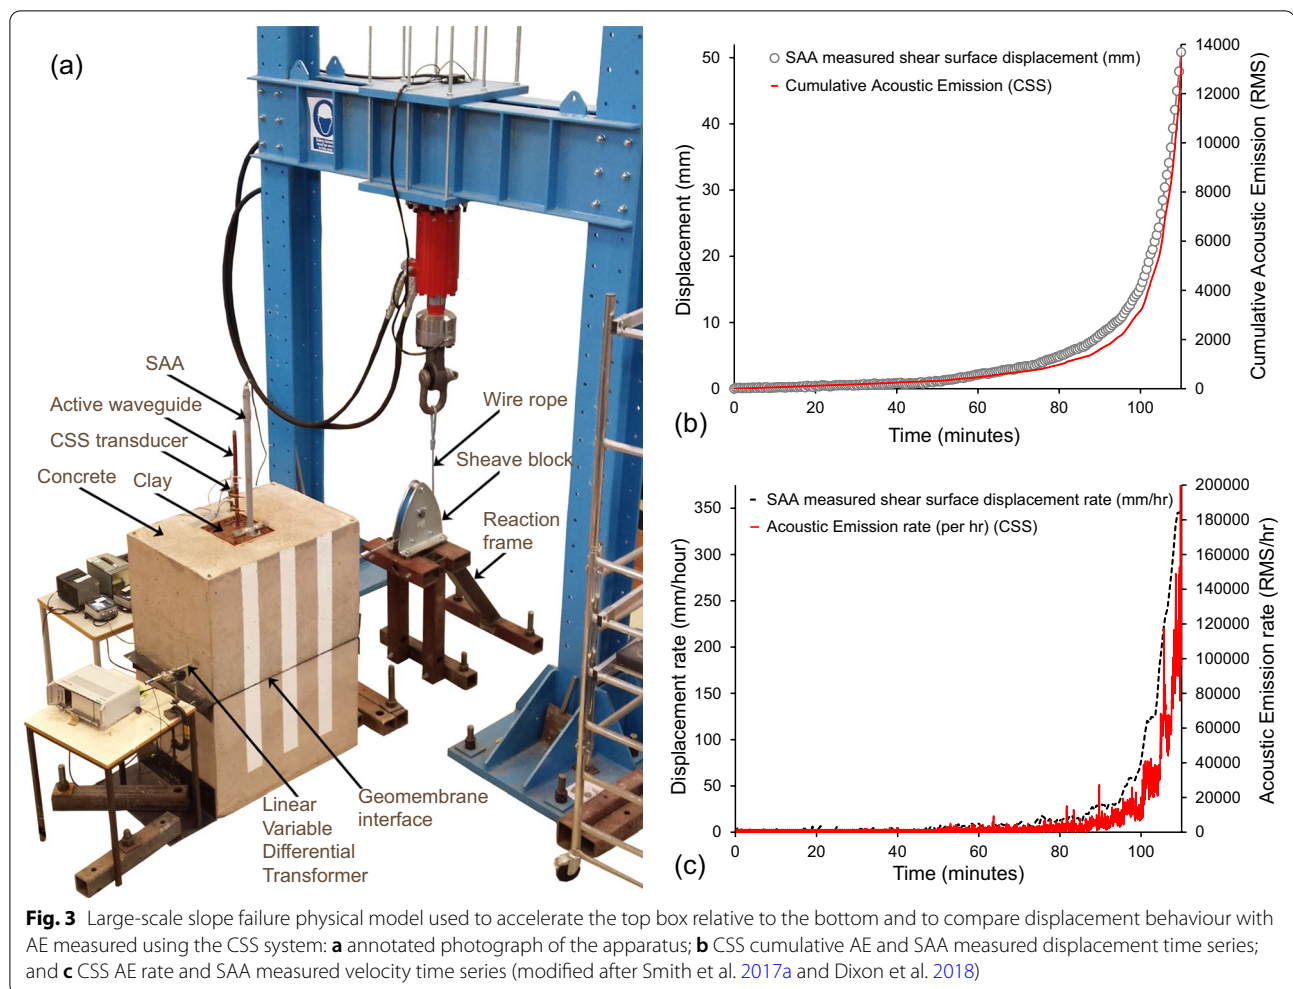 (a)
SAA
Active waveguide
CSS transducer
Concrete
Clay
Wire rope
Sheave block
Reaction
frame
Linear
Variable
Differential
Transformer
Geomembrane
interface
50
40
30
20
10
0
Displacement (mm)
SAA measured shear surface displacement (mm)
Cumulative Acoustic Emission (CSS)
14000
12000
10000
8000
6000
4000
2000
0
Cumulative Acoustic Emission (RMS)
0 20 40 60 80 100
Time (minutes)
(b)
350
300
250
200
150
100
50
0
Displacement rate (mm/hour)
SAA measured shear surface displacement rate (mm/hr)
Acoustic Emission rate (per hr) (CSS)
200000
180000
160000
140000
120000
100000
80000
60000
40000
20000
0
Acoustic Emission rate (RMS/hr)
0 20 40 60 80 100
Time (minutes)
(c)
Fig. 3 Large-scale slope failure physical model used to accelerate the top box relative to the bottom and to compare displacement behaviour with
AE measured using the CSS system: a annotated photograph of the apparatus; b CSS cumulative AE and SAA measured displacement time series;
and c CSS AE rate and SAA measured velocity time series (modified after Smith et al. 2017a and Dixon et al. 2018)